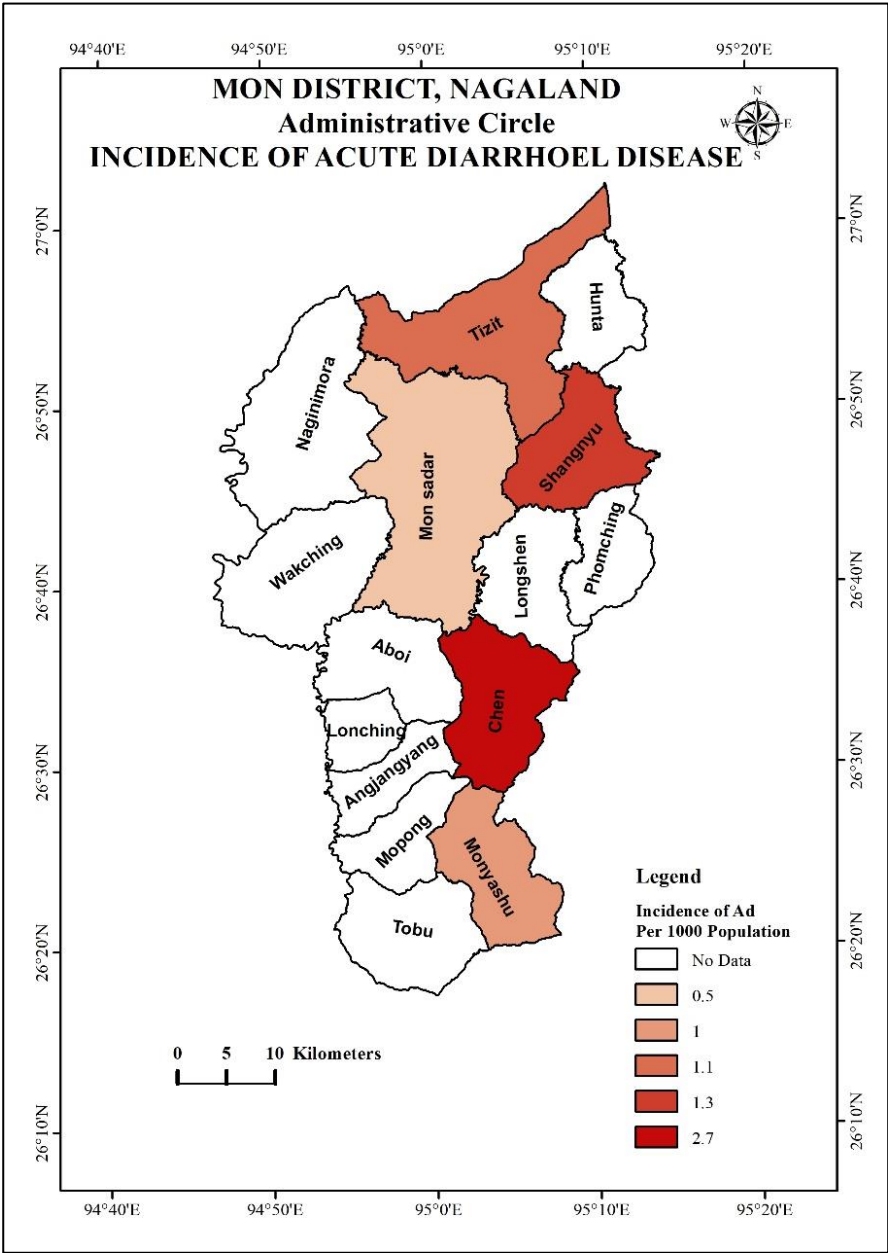 94°40'E 94°50'E 95°0'E 95°10'E 95°20'E
MON DISTRICT, NAGALAND
Administrative Circle
INCIDENCE OF ACUTE DIARRHOEL DISEASE
N
W E
S
27°0'N 27°0'N
Hunta
Tizit
26°50'N 26°50'N
Naginimora
Shangnyu
Mon sadar
Phomching
Longshen
Wakching
26°40'N 26°40'N
Aboi
Chen
Lonching
Angjangyang
26°30'N 26°30'N
Mopong
Monyashu
Tobu
26°20'N 26°20'N
Legend
Incidence of Ad
Per 1000 Population
No Data
0.5
1
1.1
1.3
2.7
0 5 10 Kilometers
26°10'N 26°10'N
94°40'E 94°50'E 95°0'E 95°10'E 95°20'E